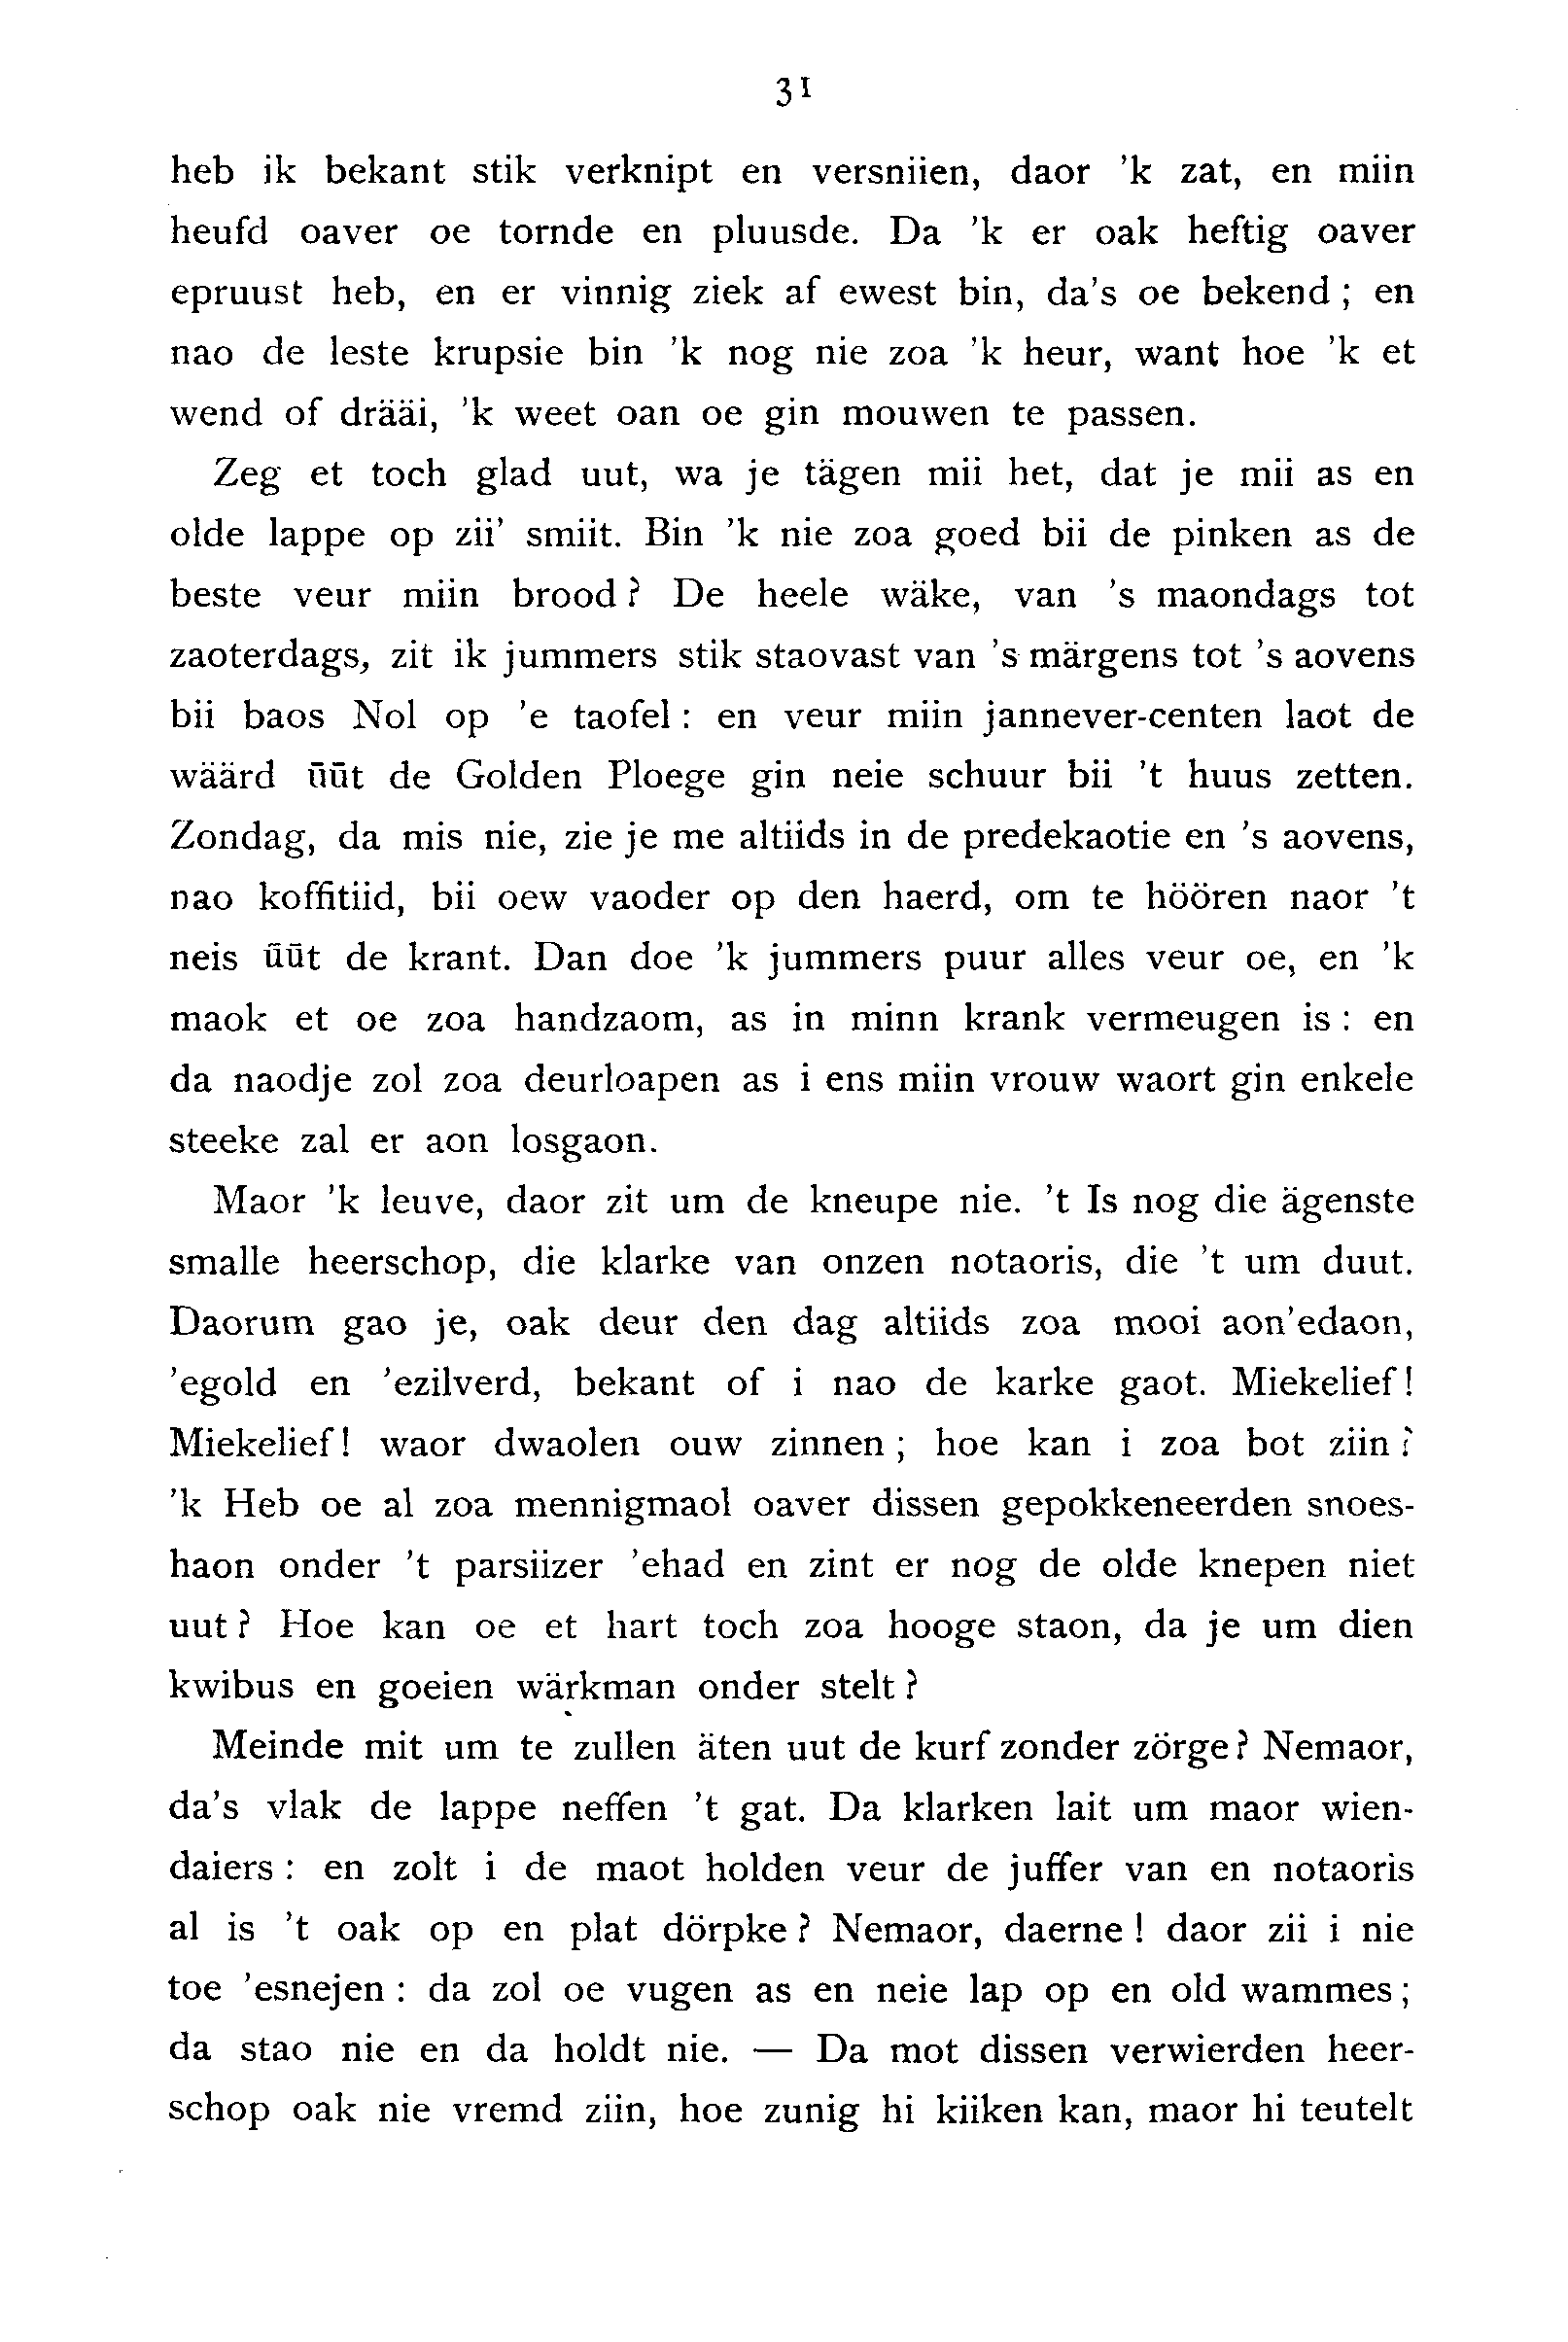 31
heb ik bekant stik verknipt en versniien, daor ’k zat, en miin
heufd oaver oe tornde en pluusde. Da ’k er oak heftig oaver
epruust heb, en er vinnig ziek af ewest bin, da’s oe bekend ; en
nao de leste krupsie bin ’k nog nie zoa ’k heur, want hoe ’k et
wend of drääi, ’k weet oan oe gin mouwen te passen.
Zeg et toch glad uut, wa je tägen mii het, dat je mii as en
olde lappe op zii’ smiit. Bin ’k nie zoa goed bii de pinken as de
beste veur miin brood ? De heele wäke, van ’s maondags tot
zaoterdags, zit ik jummers stik staovast van ’s märgens tot ’s aovens
bii baos Nol op ’e taofel : en veur miin jannever-centen laot de
wäärd üüt de Golden Ploege gin neie schuur bii ’t huus zetten.
Zondag, da mis nie, zie je me altiids in de predekaotie en ’s aovens,
nao koffitiid, bii oew vaoder op den haerd, om te höören naor ’t
neis üüt de krant. Dan doe ’k jummers puur alles veur oe, en ’k
maok et oe zoa handzaom, as in minn krank vermeugen is : en
da naodje zol zoa deurloapen as i ens miin vrouw waort gin enkele
steeke zal er aon losgaon.
Maor ’k leuve, daor zit um de kneupe nie. ’t Is nog die ägenste
smalle heerschop, die klarke van onzen notaoris, die ’t um duut.
Daorum gao je, oak deur den dag altiids zoa mooi aon’edaon,
’egold en ’ezilverd, bekant of i nao de karke gaot. Miekelief!
Miekelief! waor dwaolen ouw zinnen ; hoe kan i zoa bot ziin ?
’k Heb oe al zoa mennigmaol oaver dissen gepokkeneerden snoes-
haon onder ’t parsiizer ’ehad en zint er nog de olde knepen niet
uut ? Hoe kan oe et hart toch zoa hooge staon, da je um dien
kwibus en goeien wärkman onder stelt ?
Meinde mit um te zullen äten uut de kurf zonder zörge ? Nemaor,
da’s vlak de lappe neffen ’t gat. Da klarken lait um maor wien-
daiers : en zolt i de maot holden veur de juffer van en notaoris
al is ’t oak op en plat dörpke ? Nemaor, daerne ! daor zii i nie
toe ’esnejen : da zol oe vugen as en neie lap op en old wammes ;
da stao nie en da holdt nie. — Da mot dissen verwierden heer-
schop oak nie vremd ziin, hoe zunig hi kiiken kan, maor hi teutelt